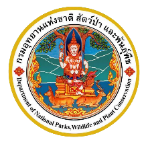 กรมอุทยานแห่งชาติ สัตว์ป่า และพันธุ์พืช
Department of National Parks, Wildlife and Plant Conservation